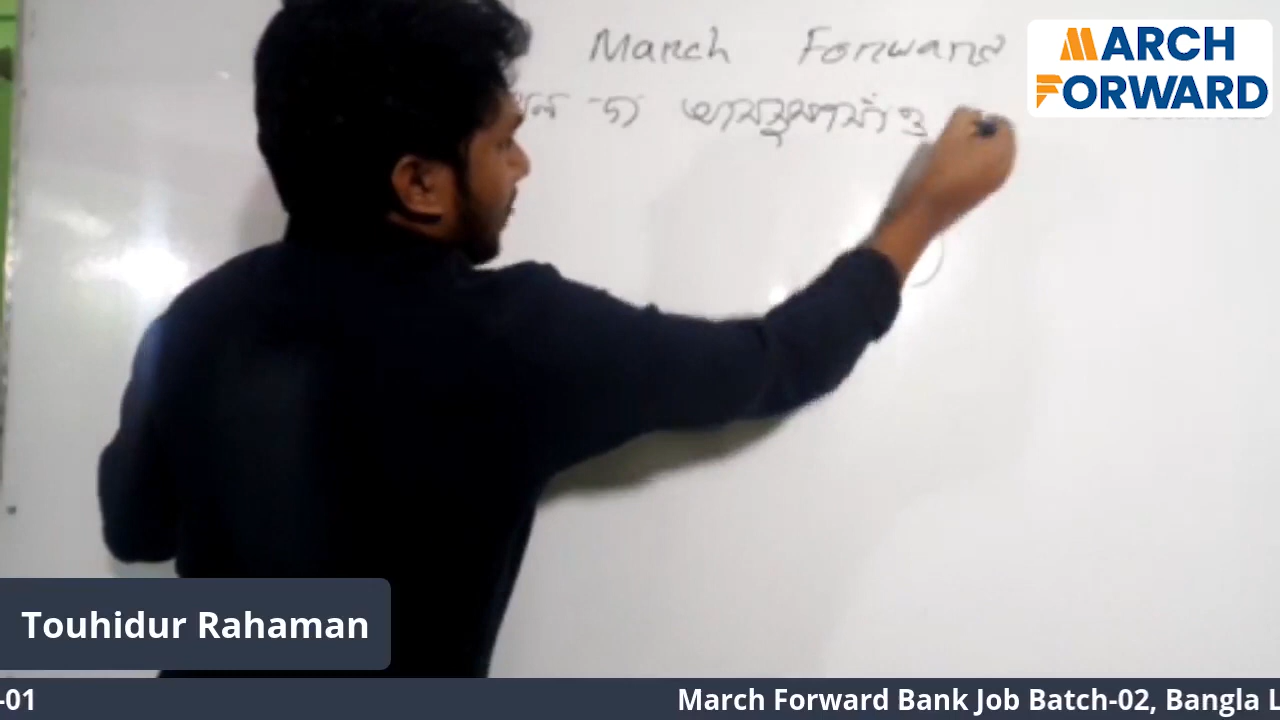 March Forward
MARCH
FORWARD
Touhidur Rahaman
-01
March Forward Bank Job Batch-02, Bangla L